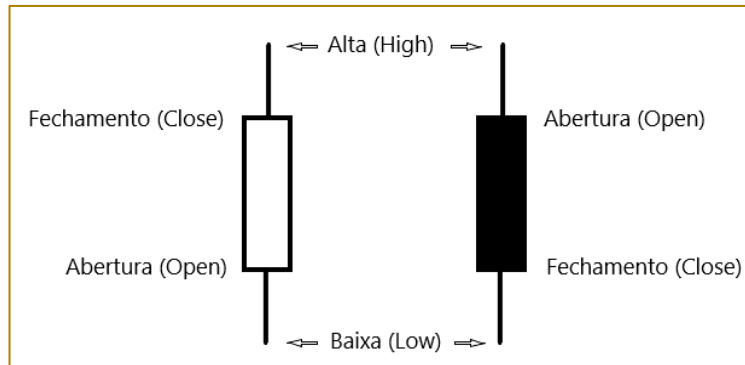 Alta (High)
Fechamento (Close)
Abertura (Open)
Abertura (Open)
Fechamento (Close)
Baixa (Low)